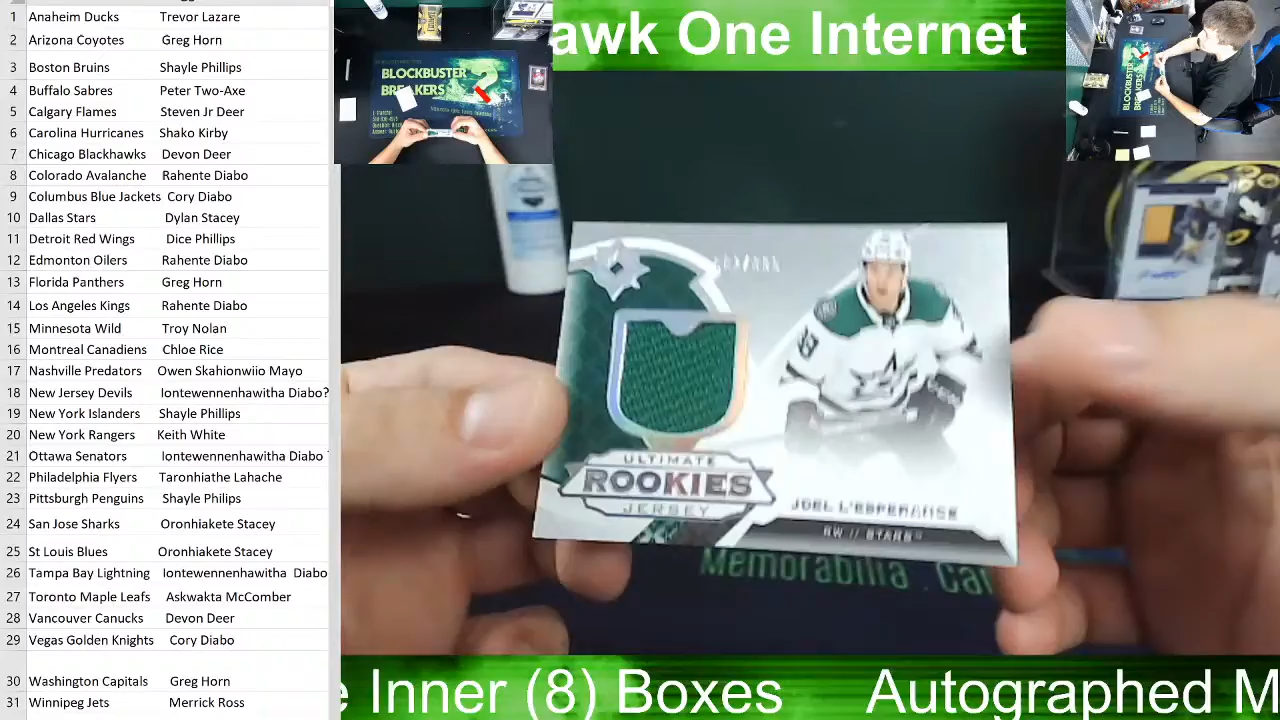 1 Anaheim Ducks Trevor Lazare
2 Arizona Coyotes Greg Horn
3 Boston Bruins Shayle Phillips
4 Buffalo Sabres Peter Two-Axe
5 Calgary Flames Steven Deer
6 Carolina Hurricanes Shako Kirby
7 Chicago Blackhawks Devon Deer
8 Colorado Avalanche Rahente Diabo
9 Columbus Blue Jackets Cory Diabo
10 Dallas Stars Dylan Stacey
11 Detroit Red Wings Dice Phillips
12 Edmonton Oilers Rahente Diabo
13 Florida Panthers Greg Horn
14 Los Angeles Kings Rahente Diabo
15 Minnesota Wild Troy Nolan
16 Montreal Canadiens Chloe Rice
17 Nashville Predators Owen Skahionwiio Mayo
18 New Jersey Devils Iontewennenhawitha Diabo?
19 New York Islanders Shayle Phillips
20 New York Rangers Keith White
21 Ottawa Senators Iontewennenhawitha Diabo
22 Philadelphia Flyers Taronhiathe Lahache
23 Pittsburgh Penguins Shayle Philips
24 San Jose Sharks Oronhiakete Stacey
25 St Louis Blues Oronhiakete Stacey
26 Tampa Bay Lightning Iontewennenhawitha Diabo
27 Toronto Maple Leafs Askwakta McComber
28 Vancouver Canucks Devon Deer
29 Vegas Golden Knights Cory Diabo
30 Washington Capitals Greg Horn
31 Winnipeg Jets Merrick Ross
awk One Internet
BLOCKBUSTER
BREAKERS
BLOCKBUSTER
BREAKERS
ULTIMATE
ROOKIES
JERSEY
JOEL L'ESPERANCE
RW // STARS
Memorabilia . Car
e Inner (8) Boxes Autographed M